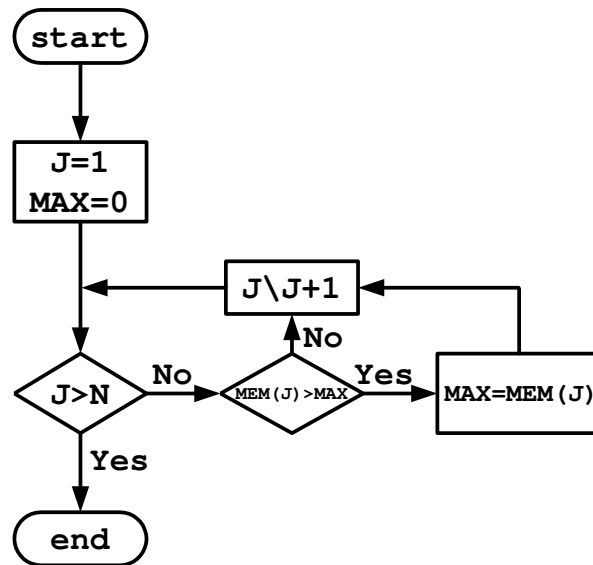 start
J=1
MAX=0
J\J+1
No
J>N
No
MEM(J)>MAX
Yes
MAX=MEM(J)
Yes
end